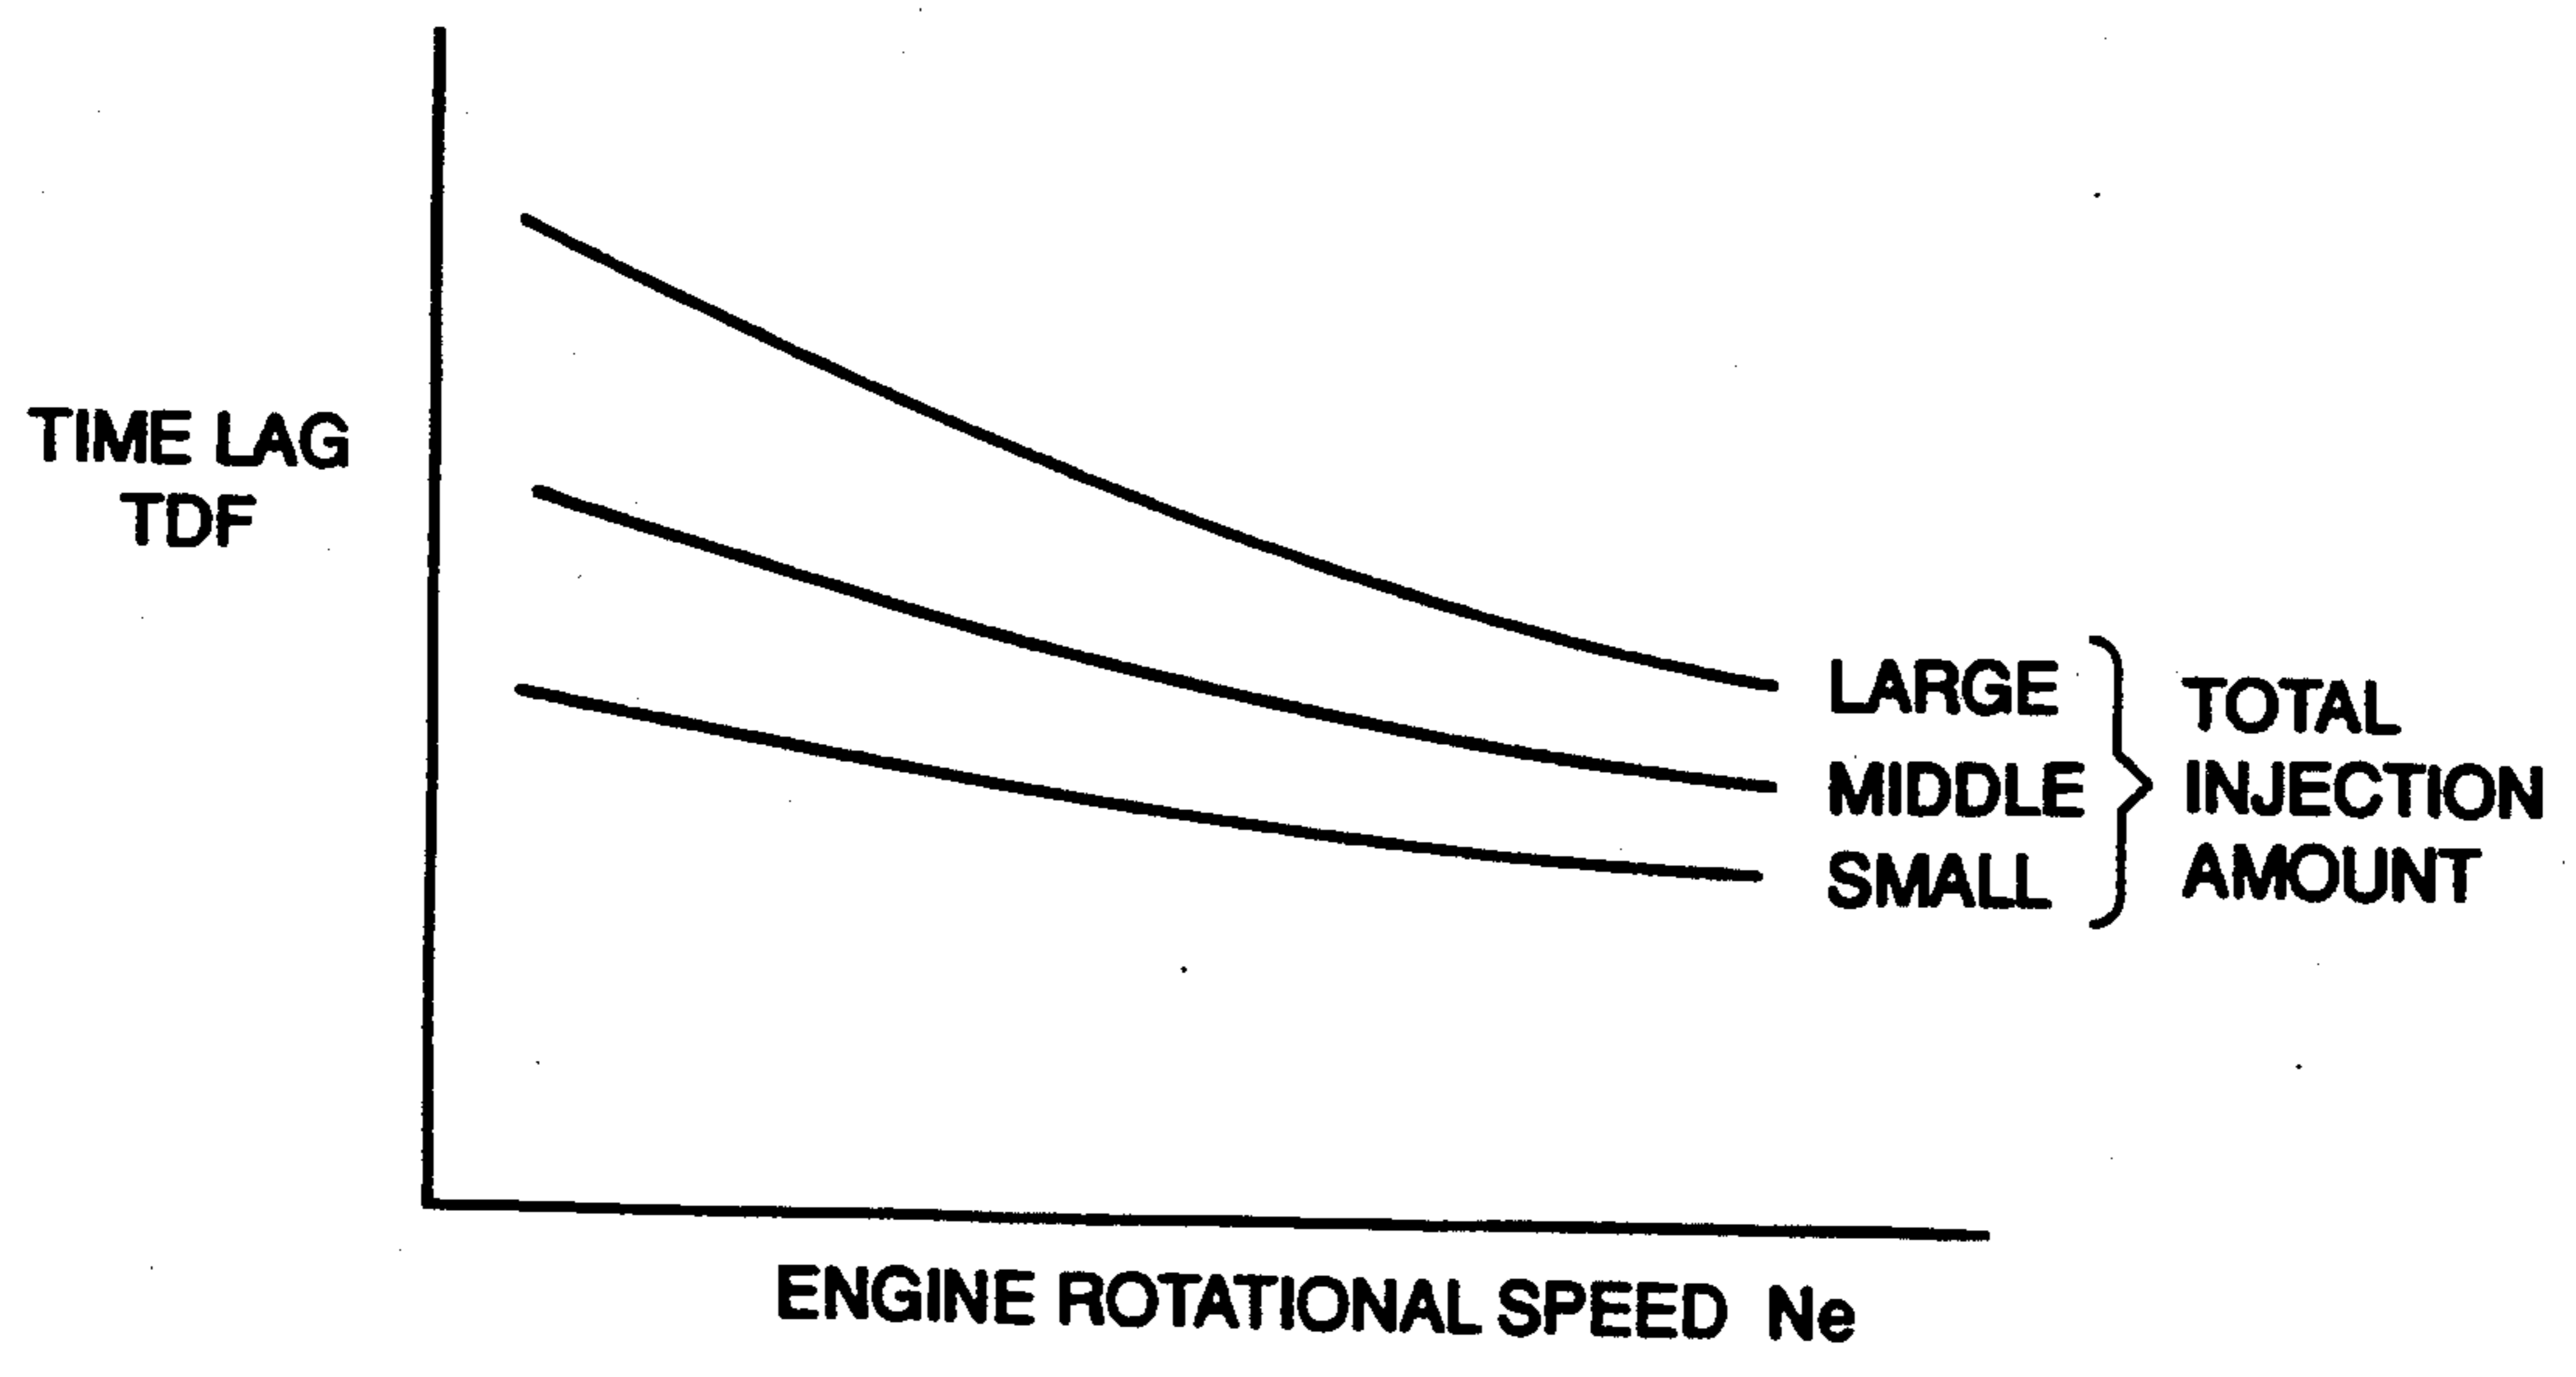 TIME LAG
TDF
LARGE
MIDDLE
SMALL
TOTAL
INJECTION
AMOUNT
ENGINE ROTATIONAL SPEED Ne